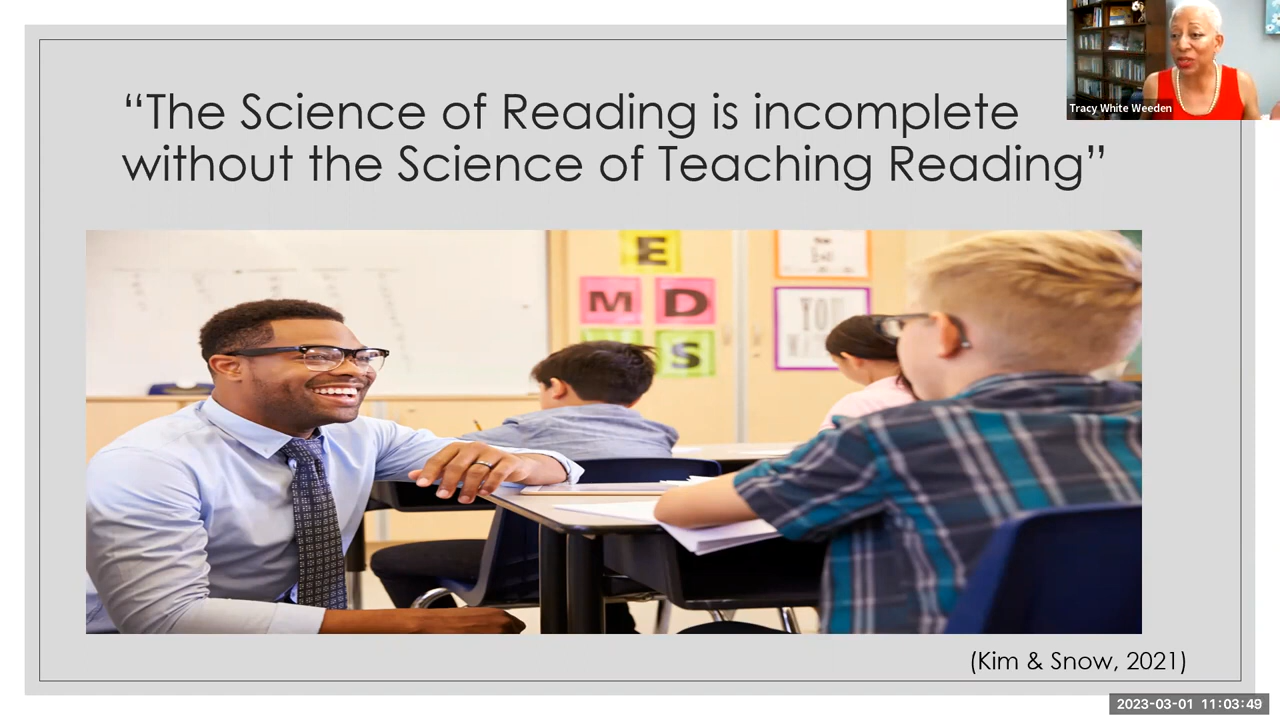 Tracy White Weeden
“The Science of Reading is incomplete
without the Science of Teaching Reading”
E
M D
S
YOU
(Kim & Snow, 2021)
2023-03-01 11:03:49